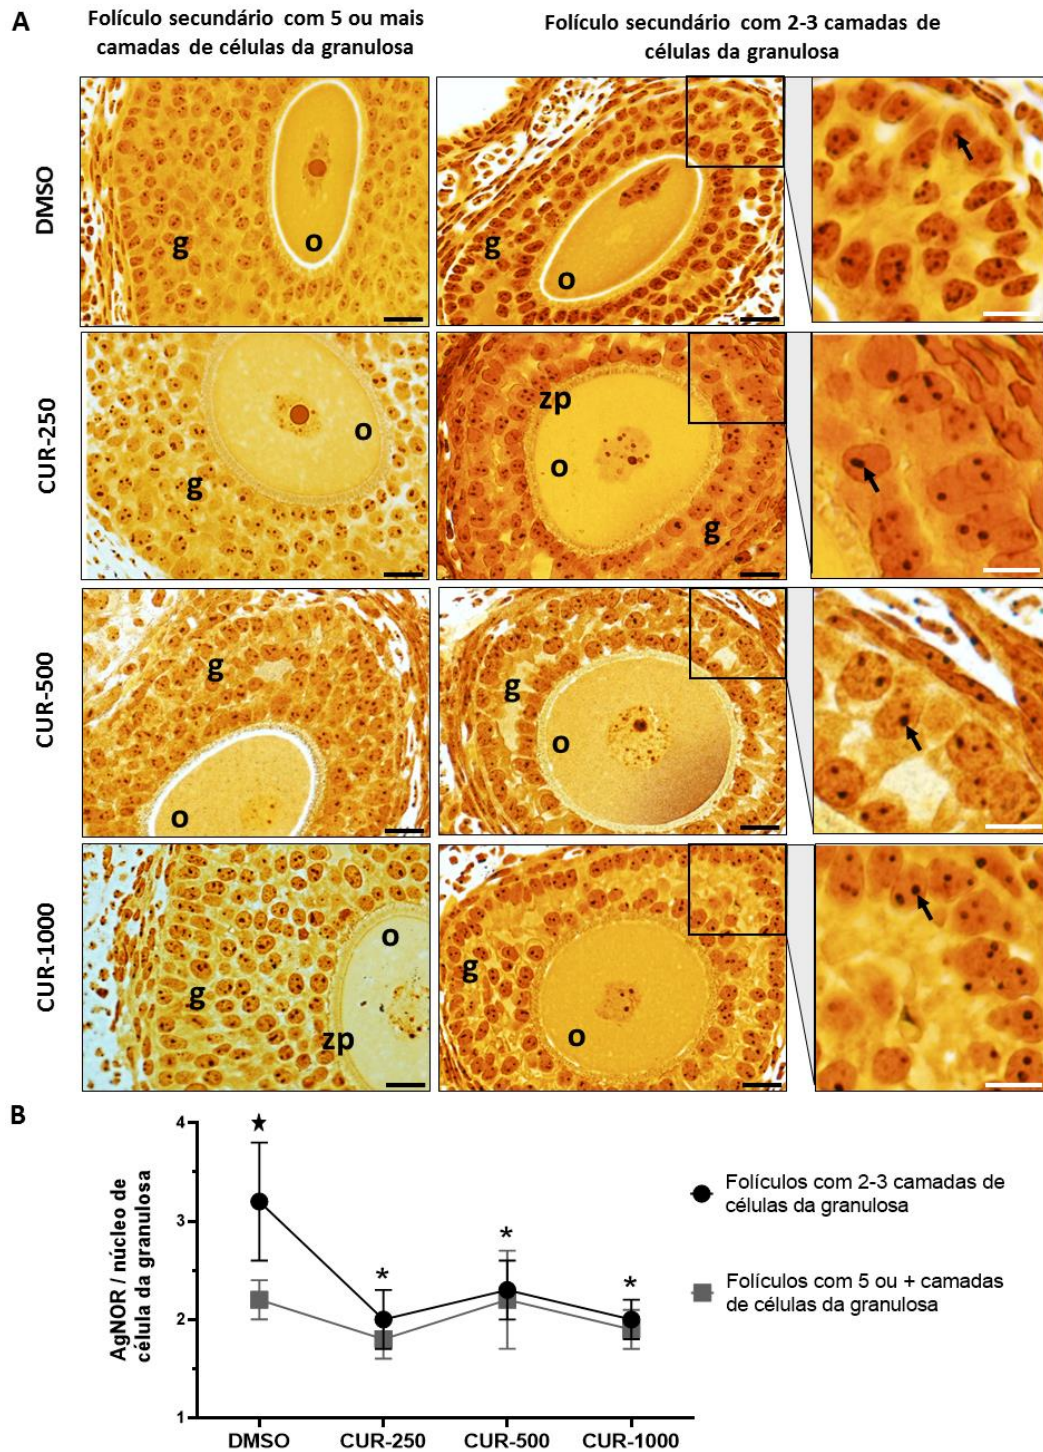 A
Folículo secundário com 5 ou mais
camadas de células da granulosa
Folículo secundário com 2-3 camadas de
células da granulosa
DMSO
g
o
g
o
CUR-250
g
o
zp
o
g
CUR-500
g
o
g
o
CUR-1000
g
o
zp
g
o
B
AgNOR / núcleo de
célula da granulosa
4
3
2
1
★
*
*
*
DMSO
CUR-250
CUR-500
CUR-1000
Folículos com 2-3 camadas de
células da granulosa
Folículos com 5 ou + camadas
de células da granulosa